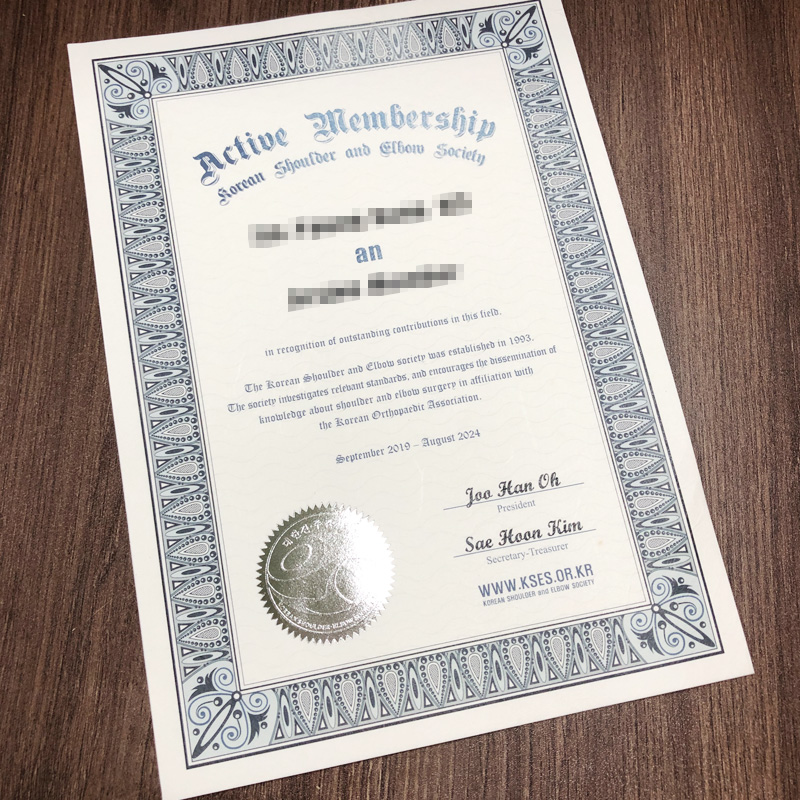 Active Membership
Korean Shoulder and Elbow Society
an
in recognition of outstanding contributions in this field.
The Korean Shoulder and Elbow society was established in 1993.
The society investigates relevant standards, and encourages the dissemination of
knowledge about shoulder and elbow surgery in affiliation with
the Korean Orthopaedic Association.
September 2019 – August 2024
Joo Han Oh
President
Sae Hoon Kim
Secretary-Treasurer
WWW.KSES.OR.KR
KOREAN SHOULDER and ELBOW SOCIETY